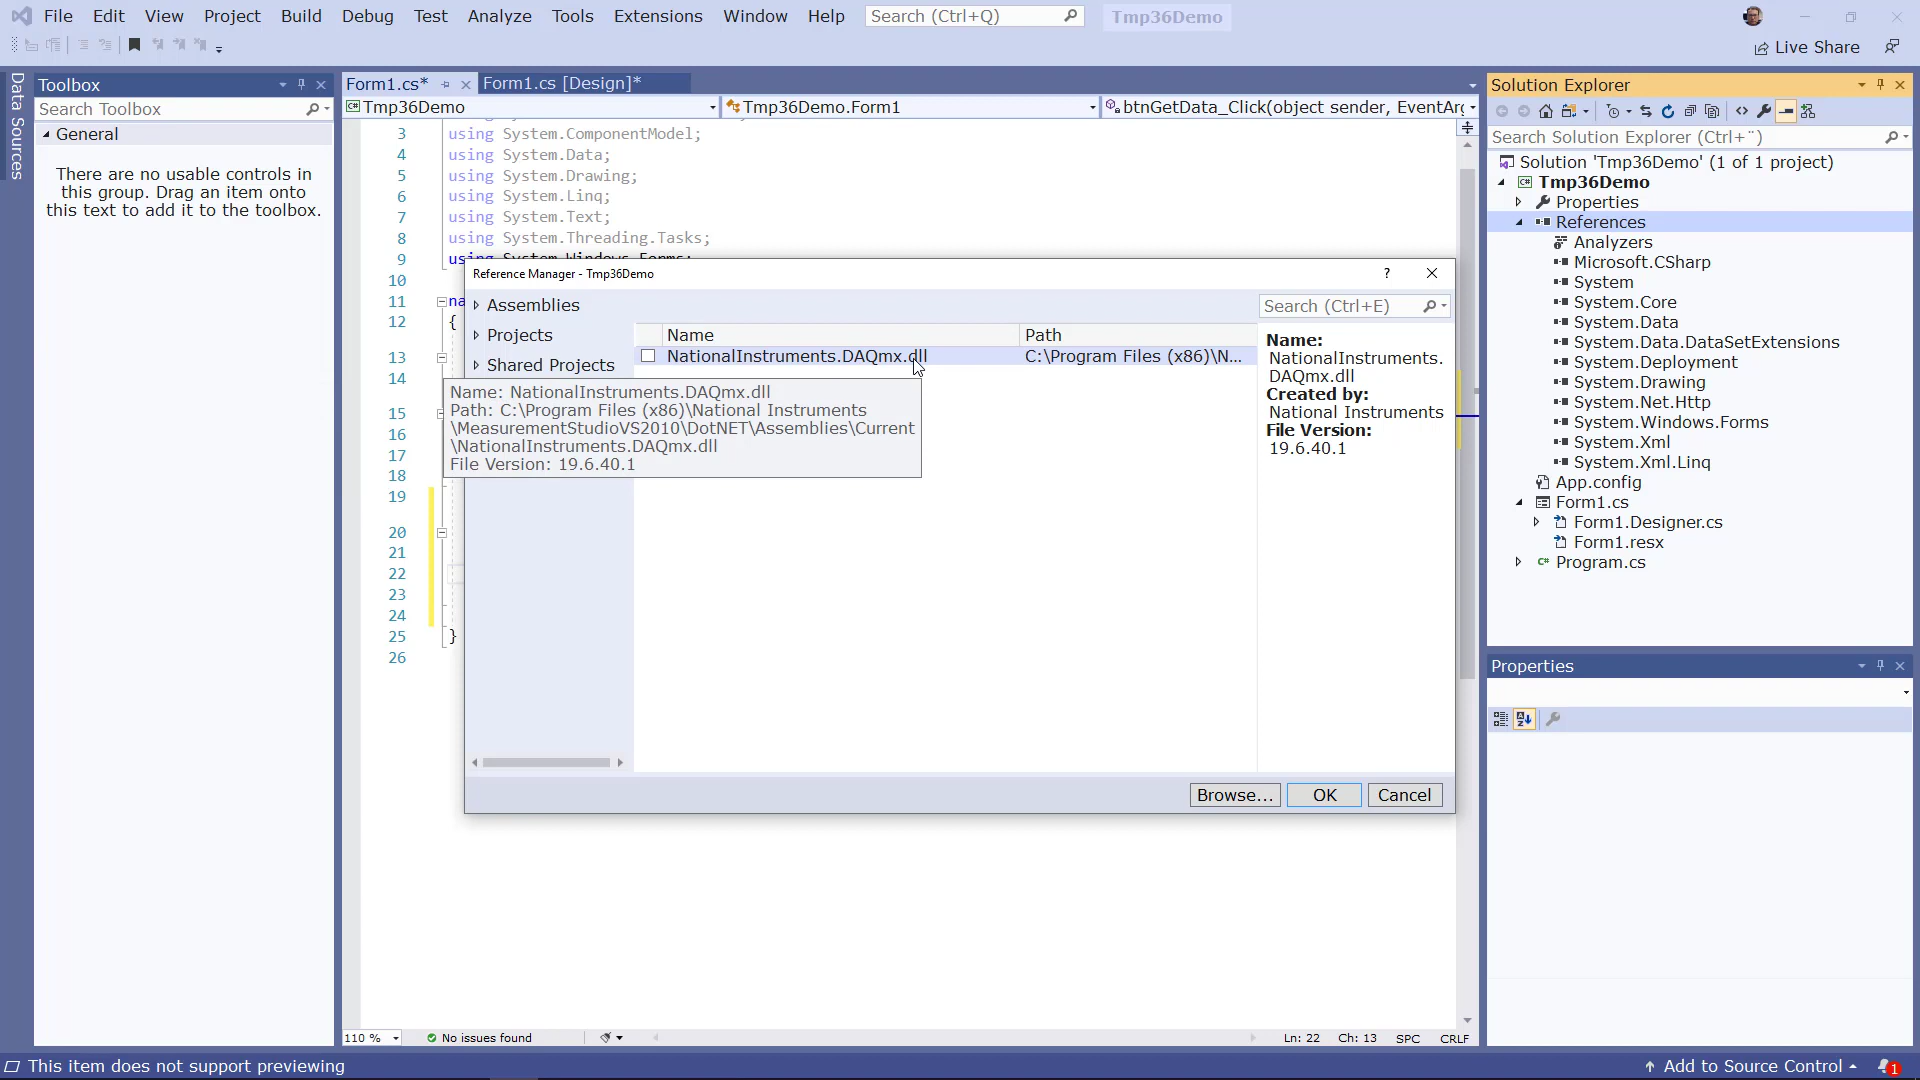 File Edit View Project Build Debug Test Analyze Tools Extensions Window Help Search (Ctrl+Q) Tmp36Demo
Live Share
Data Sources
Toolbox
Search Toolbox
General
There are no usable controls in
this group. Drag an item onto
this text to add it to the toolbox.
Form1.cs* Form1.cs [Design]*
Tmp36Demo Tmp36Demo.Form1 btnGetData_Click(object sender, EventArg
3 using System.ComponentModel;
4 using System.Data;
5 using System.Drawing;
6 using System.Linq;
7 using System.Text;
8 using System.Threading.Tasks;
9 using System.Windows.Forms;
10
11 na
12 {
13
14
15
16
17
18
19
20
21
22
23
24
25 }
26
Reference Manager - Tmp36Demo
?
Assemblies
Projects
Shared Projects
Search (Ctrl+E)
Name Path
NationalInstruments.DAQmx.dll C:\Program Files (x86)\N...
Name:
NationalInstruments.
DAQmx.dll
Created by:
National Instruments
File Version:
19.6.40.1
Name: NationalInstruments.DAQmx.dll
Path: C:\Program Files (x86)\National Instruments
\MeasurementStudioVS2010\DotNET\Assemblies\Current
\NationalInstruments.DAQmx.dll
File Version: 19.6.40.1
Browse... OK Cancel
110 % No issues found Ln: 22 Ch: 13 SPC CRLF
Solution Explorer
Search Solution Explorer (Ctrl+¨)
Solution 'Tmp36Demo' (1 of 1 project)
C# Tmp36Demo
Properties
References
Analyzers
Microsoft.CSharp
System
System.Core
System.Data
System.Data.DataSetExtensions
System.Deployment
System.Drawing
System.Net.Http
System.Windows.Forms
System.Xml
System.Xml.Linq
App.config
Form1.cs
Form1.Designer.cs
Form1.resx
C# Program.cs
Properties
This item does not support previewing Add to Source Control 1